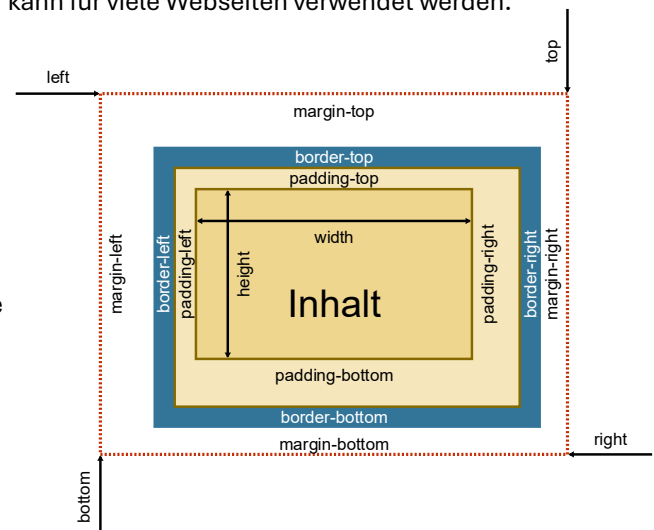 kann für viele Webseiten verwendet werden.
top
left
margin-top
border-top
padding-top
width
margin-left
border-left
padding-left
height
Inhalt
padding-right
border-right
margin-right
e
padding-bottom
border-bottom
margin-bottom
right
bottom